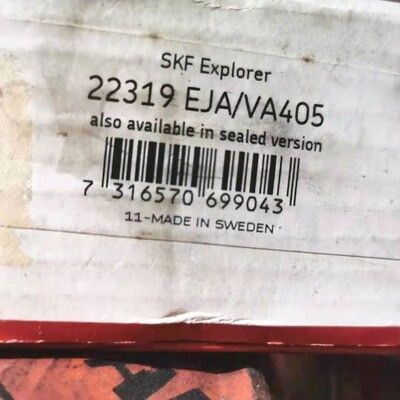 SKF Explorer
22319 EJA/VA405
also available in sealed version
7 316570 699043
11-MADE IN SWEDEN